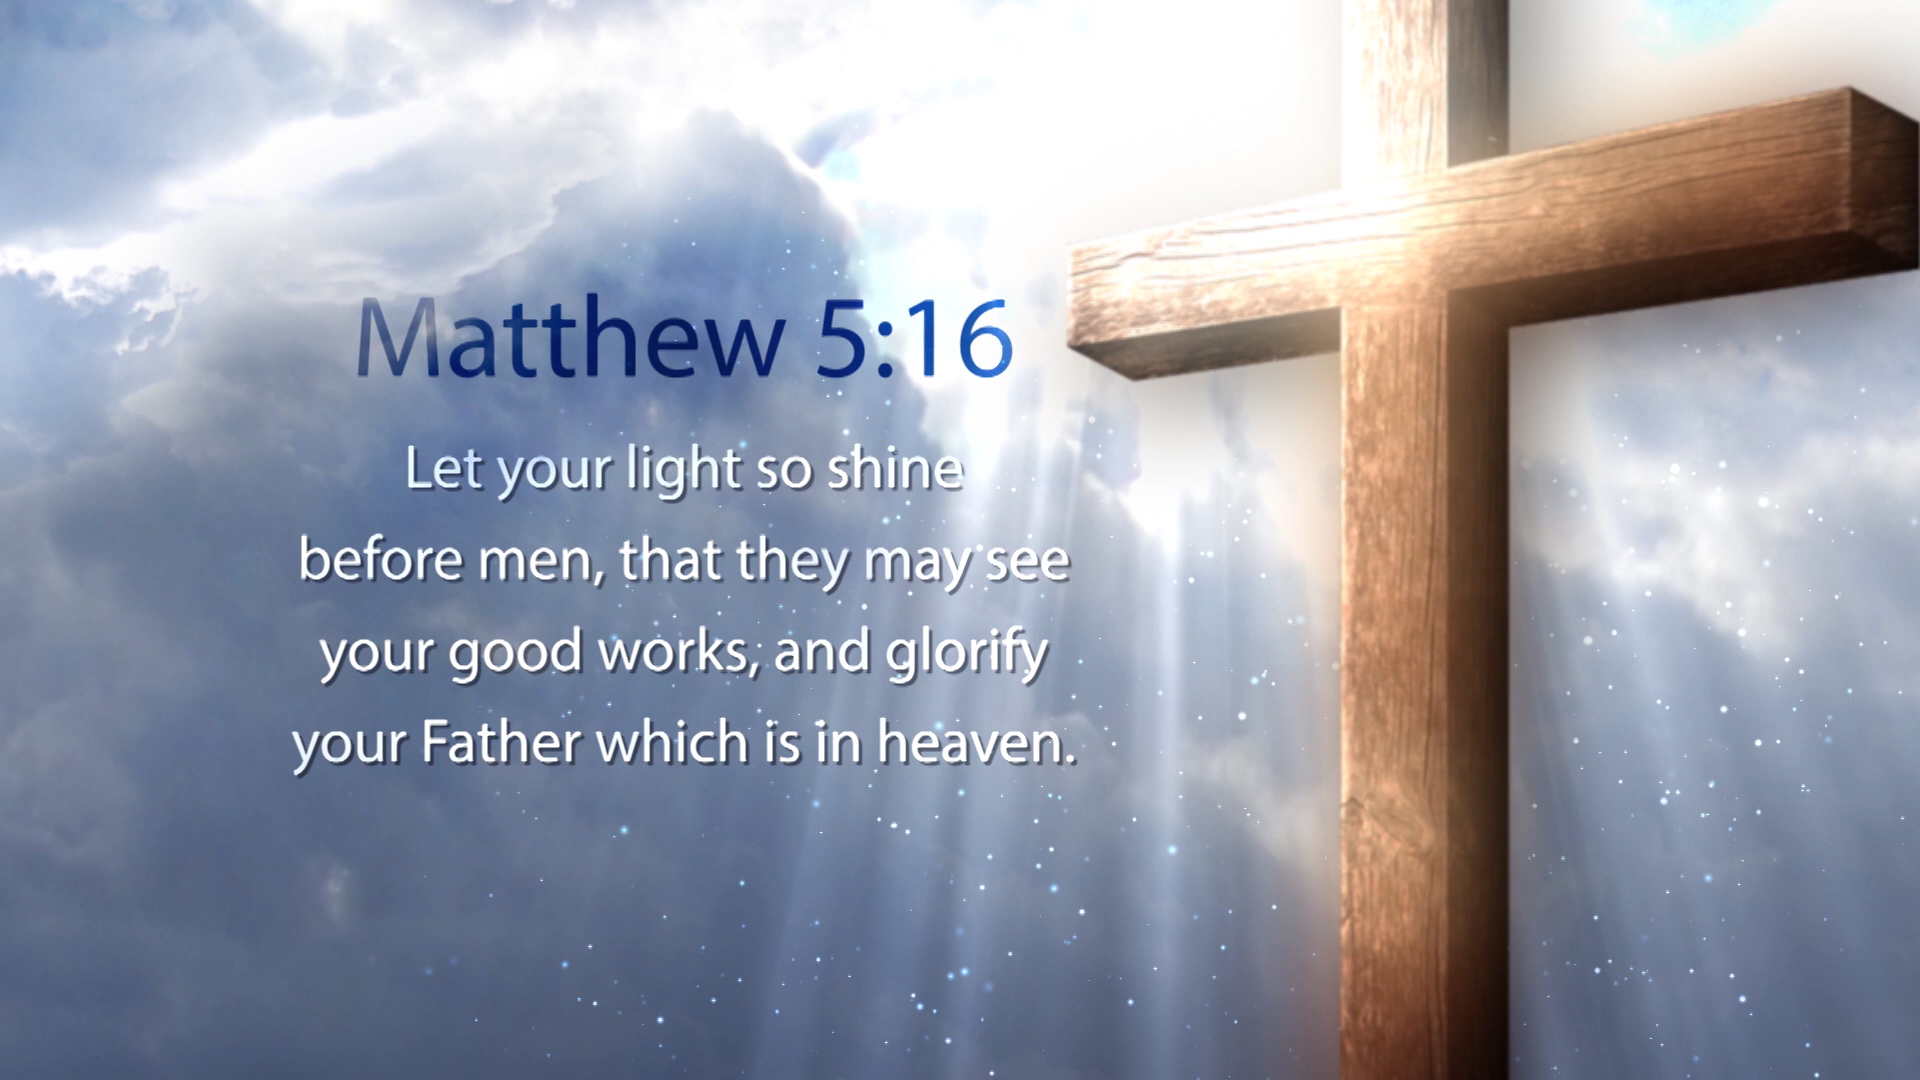 Matthew 5:16
Let your light so shine
before men, that they may see
your good works, and glorify
your Father which is in heaven.